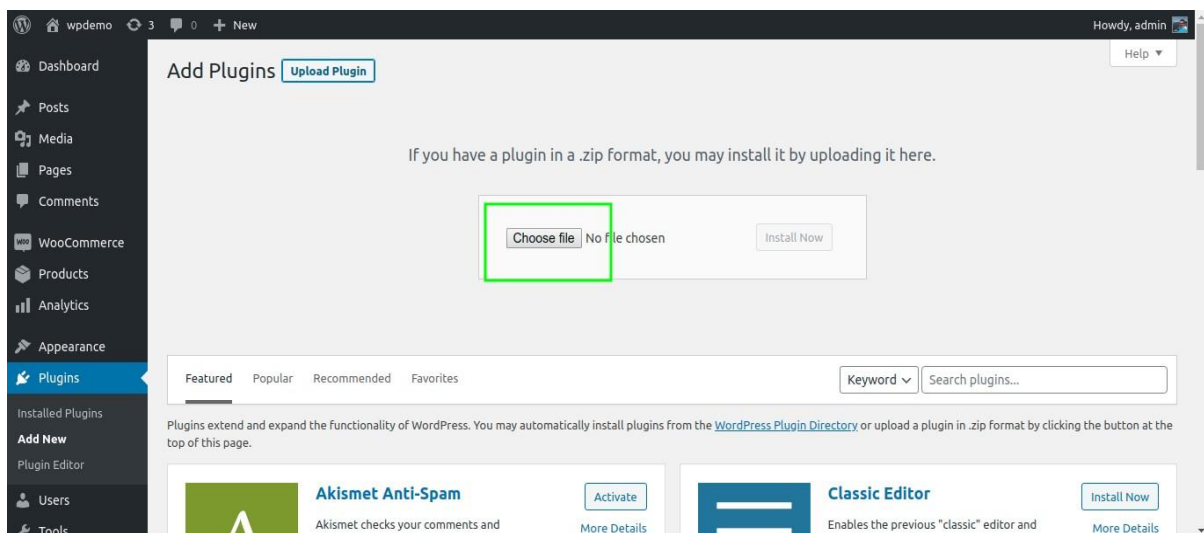 wpdemo 3 0 + New Howdy, admin
Help ▼
Dashboard
Posts
Media
Pages
Comments
WOO WooCommerce
Products
Analytics
Appearance
Plugins
Installed Plugins
Add New
Plugin Editor
Users
Tools
Add Plugins Upload Plugin
If you have a plugin in a .zip format, you may install it by uploading it here.
Choose file No file chosen Install Now
Featured Popular Recommended Favorites Keyword Search plugins...
Plugins extend and expand the functionality of WordPress. You may automatically install plugins from the WordPress Plugin Directory or upload a plugin in .zip format by clicking the button at the
top of this page.
Akismet Anti-Spam Activate
Akismet checks your comments and More Details
Classic Editor Install Now
Enables the previous "classic" editor and More Details